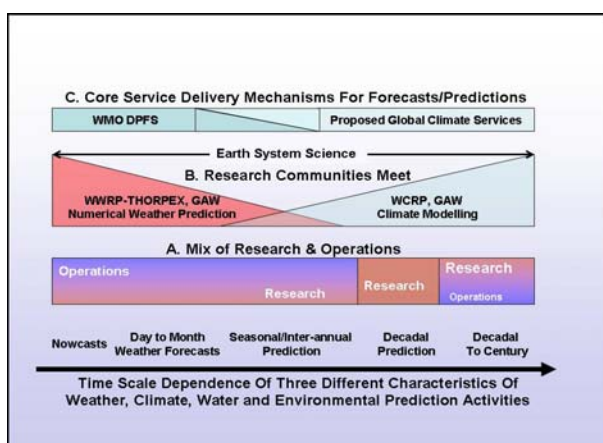 C. Core Service Delivery Mechanisms For Forecasts/Predictions
WMO DPFS
Proposed Global Climate Services
Earth System Science
B. Research Communities Meet
WWRP-THORPEX, GAW
Numerical Weather Prediction
WCRP, GAW
Climate Modelling
A. Mix of Research & Operations
Operations
Research
Research
Research
Operations
Nowcasts
Day to Month
Weather Forecasts
Seasonal/Inter-annual
Prediction
Decadal
Prediction
Decadal
To Century
Time Scale Dependence Of Three Different Characteristics Of
Weather, Climate, Water and Environmental Prediction Activities